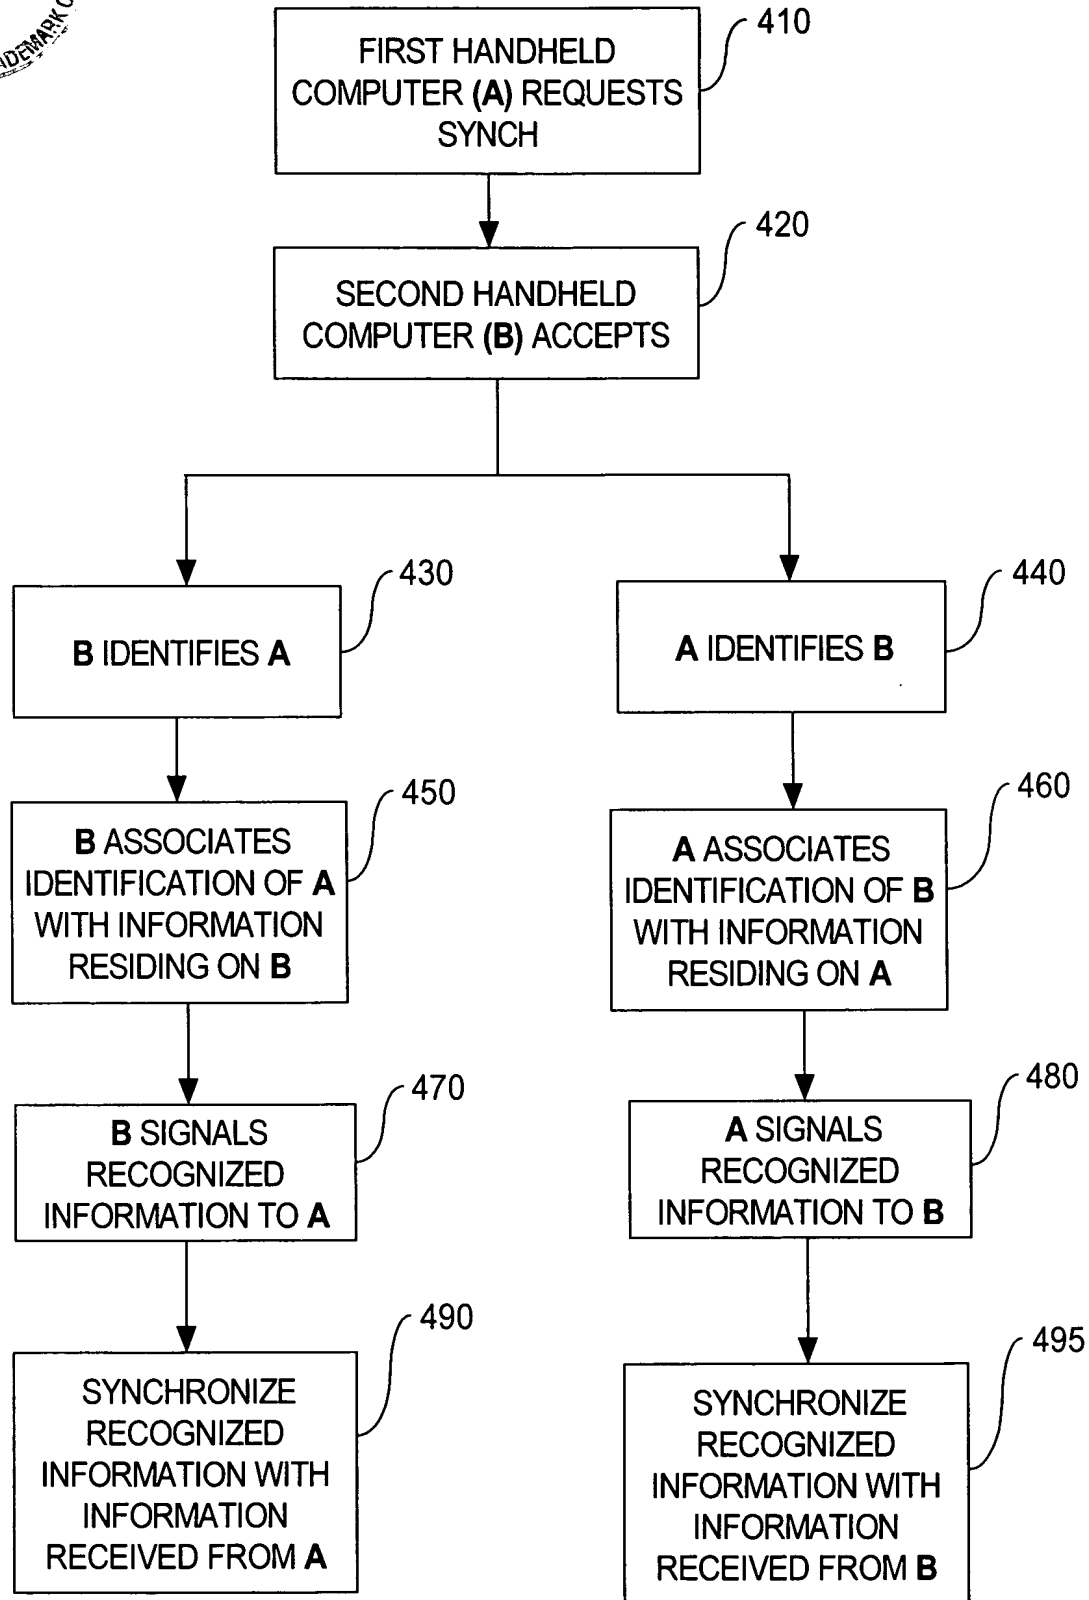 ADEMARK
410
FIRST HANDHELD
COMPUTER (A) REQUESTS
SYNCH
420
SECOND HANDHELD
COMPUTER (B) ACCEPTS
430
B IDENTIFIES A
440
A IDENTIFIES B
450
B ASSOCIATES
IDENTIFICATION OF A
WITH INFORMATION
RESIDING ON B
460
A ASSOCIATES
IDENTIFICATION OF B
WITH INFORMATION
RESIDING ON A
470
B SIGNALS
RECOGNIZED
INFORMATION TO A
480
A SIGNALS
RECOGNIZED
INFORMATION TO B
490
SYNCHRONIZE
RECOGNIZED
INFORMATION WITH
INFORMATION
RECEIVED FROM A
495
SYNCHRONIZE
RECOGNIZED
INFORMATION WITH
INFORMATION
RECEIVED FROM B